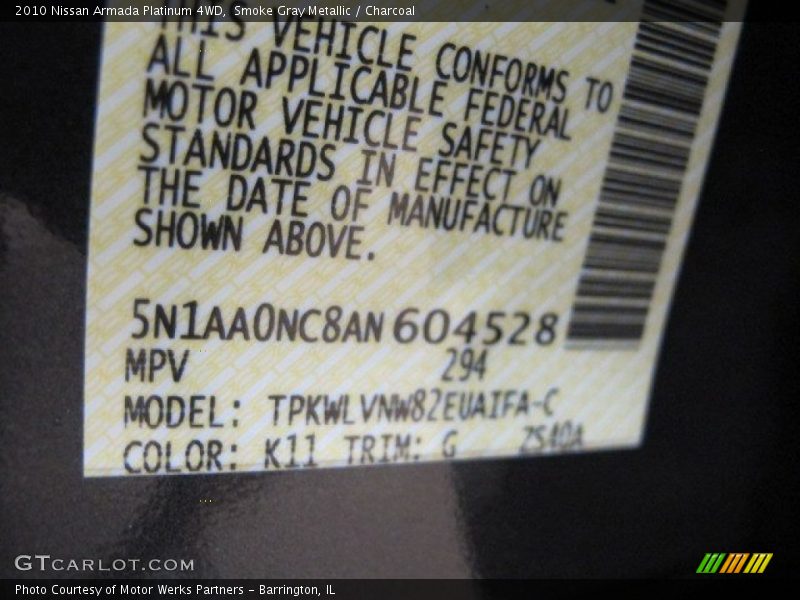 2010 Nissan Armada Platinum 4WD, Smoke Gray Metallic / Charcoal
THIS VEHICLE CONFORMS TO
ALL APPLICABLE FEDERAL
MOTOR VEHICLE SAFETY
STANDARDS IN EFFECT ON
THE DATE OF MANUFACTURE
SHOWN ABOVE.
5N1AA0NC8AN604528
MPV 294
MODEL: TPKWLVNW82EUAIFA-C
COLOR: K11 TRIM: G
GTCARLOT.COM
Photo Courtesy of Motor Werks Partners - Barrington, IL